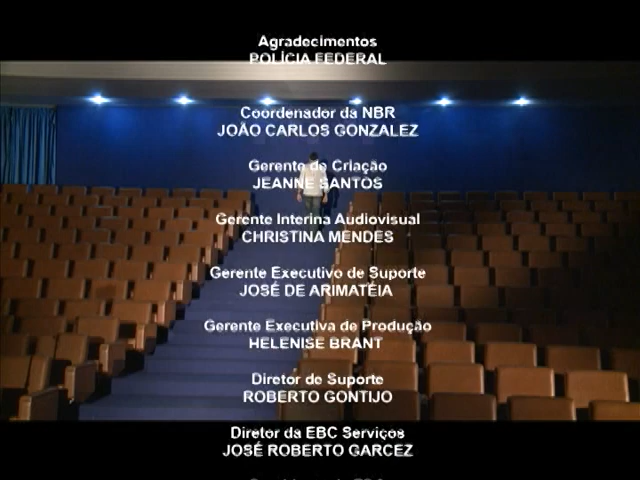 Agradecimentos
POLÍCIA FEDERAL
Coordenador da NBR
JOÃO CARLOS GONZALEZ
Gerente de Criação
JEANNE SANTOS
Gerente Interina Audiovisual
CHRISTINA MENDES
Gerente Executivo de Suporte
JOSÉ DE ARIMATÉIA
Gerente Executiva de Produção
HELENISE BRANT
Diretor de Suporte
ROBERTO GONTIJO
Diretor da EBC Serviços
JOSÉ ROBERTO GARCEZ